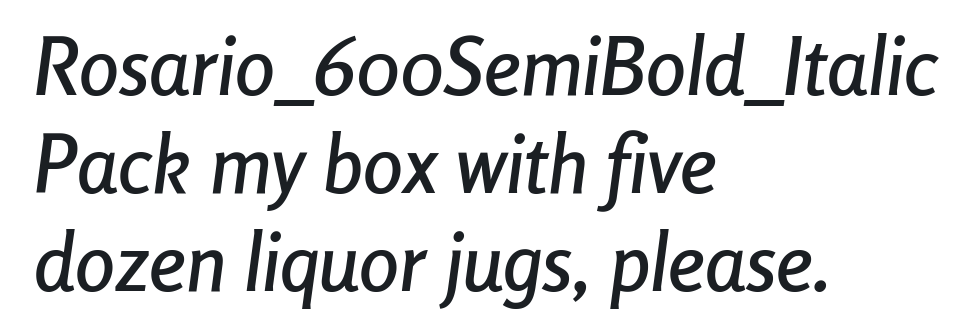 Rosario_600SemiBold_Italic
Pack my box with five
dozen liquor jugs, please.